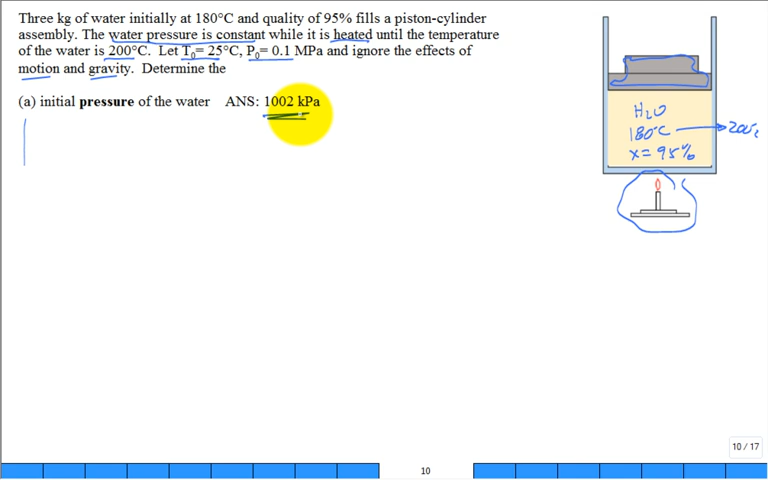 Three kg of water initially at 180°C and quality of 95% fills a piston-cylinder
assembly. The water pressure is constant while it is heated until the temperature
of the water is 200°C. Let T₀= 25°C, P₀= 0.1 MPa and ignore the effects of
motion and gravity. Determine the
(a) initial pressure of the water ANS: 1002 kPa
H₂O
180°C → 200°c
x = 95%
10 / 17
10